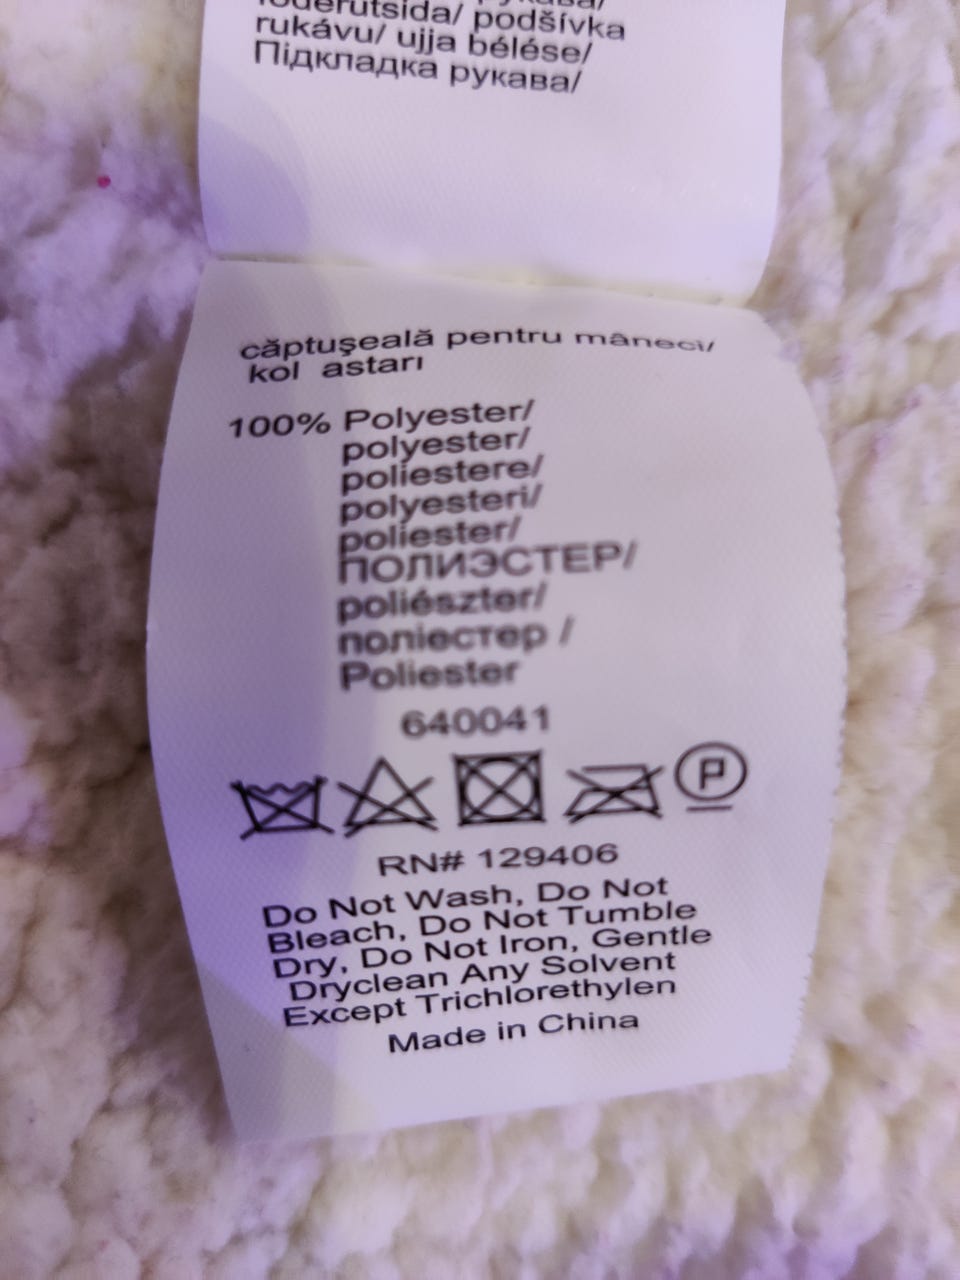 foderutsida/ podšívka
rukávu/ ujja bélése/
Підкладка рукава/
căptuşeală pentru mâneci/
kol astarı
100% Polyester/
polyester/
poliestere/
polyesteri/
poliester/
ПОЛИЭСТЕР/
poliészter/
поліестер /
Poliester
640041
P
RN# 129406
Do Not Wash, Do Not
Bleach, Do Not Tumble
Dry, Do Not Iron, Gentle
Dryclean Any Solvent
Except Trichlorethylen
Made in China